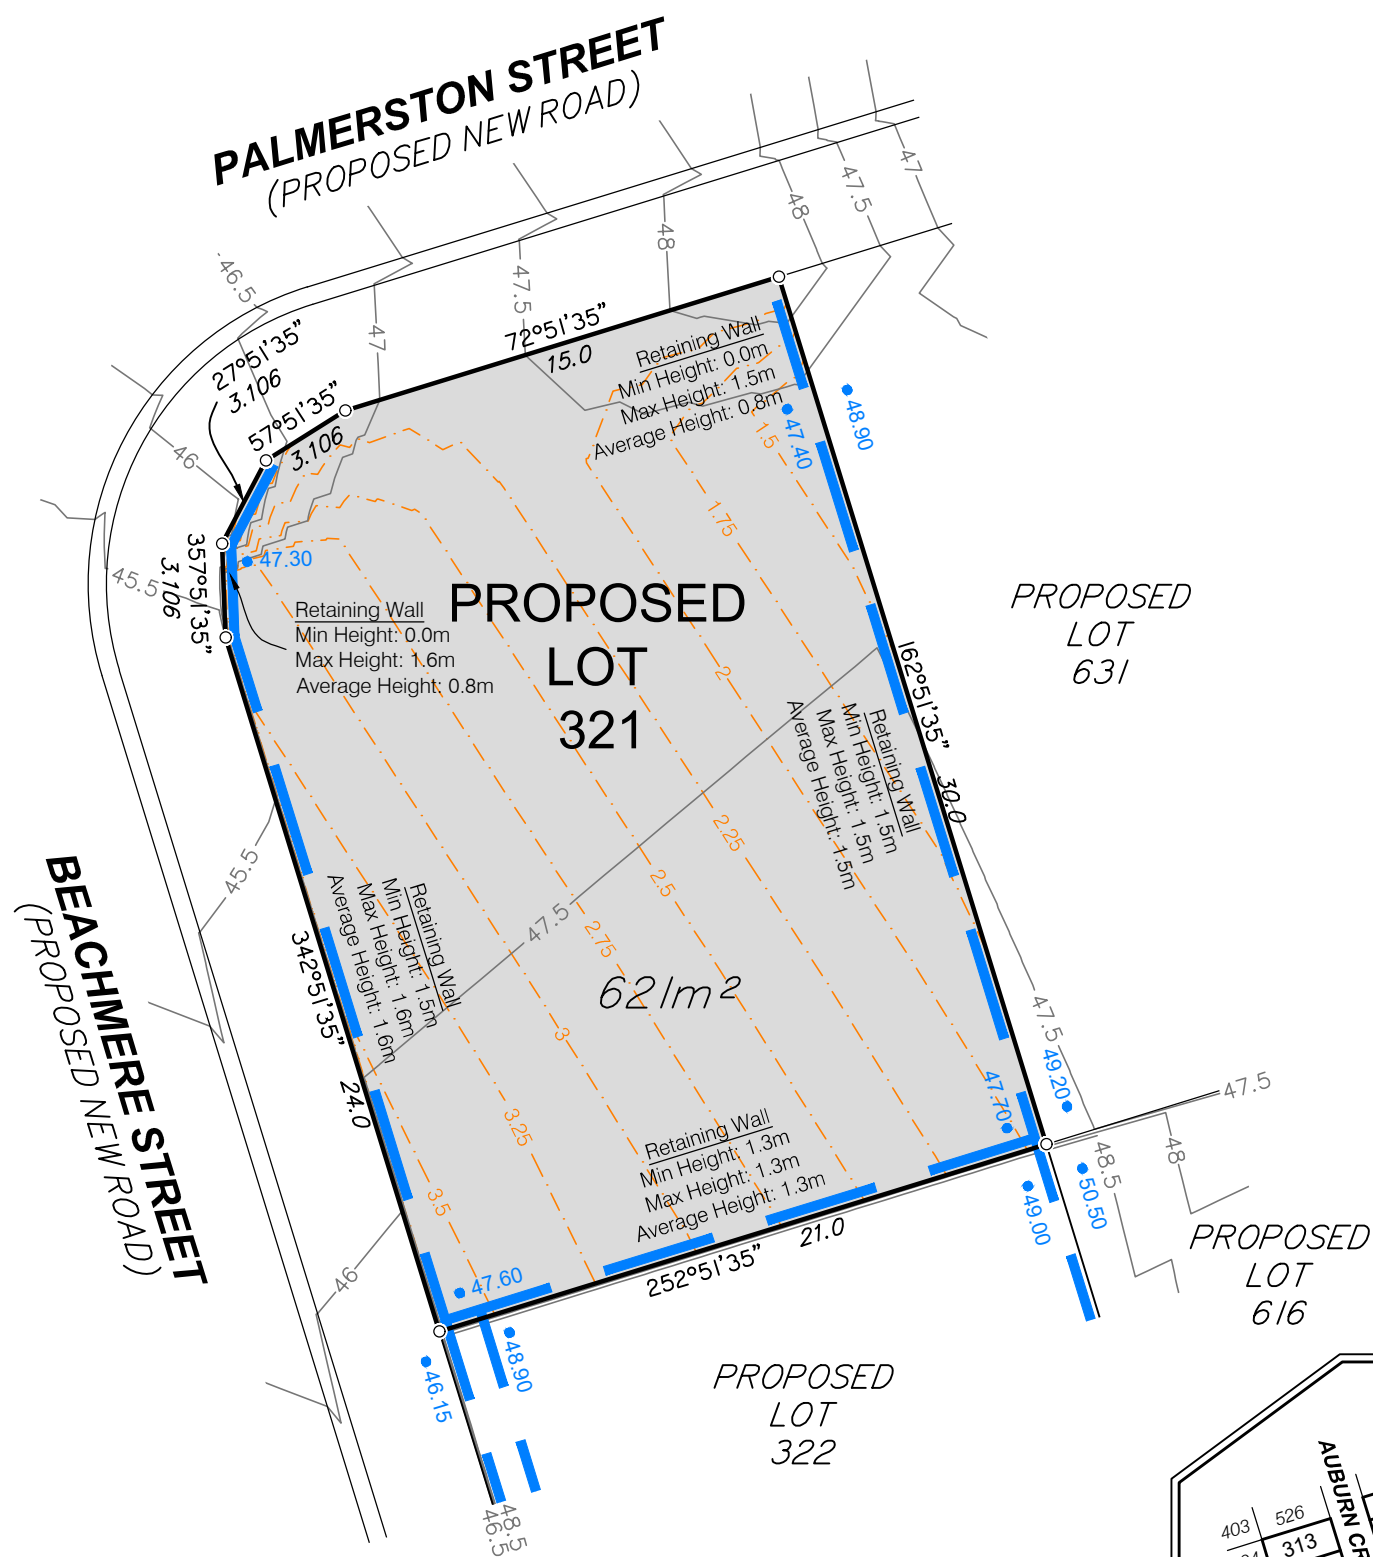 PALMERSTON STREET
(PROPOSED NEW ROAD)
46.5
47
47.5
48
48
47.5
47
27°51'35"
3.106
57°51'35"
3.106
72°51'35"
15.0
Retaining Wall
Min Height: 0.0m
Max Height: 1.5m
Average Height: 0.8m
48.90
47.40
1.5
1.75
46
45.5
357°51'35"
3.106
47.30
Retaining Wall
Min Height: 0.0m
Max Height: 1.6m
Average Height: 0.8m
PROPOSED
LOT
321
PROPOSED
LOT
631
162°51'35"
30.0
Retaining Wall
Min Height: 1.5m
Max Height: 1.5m
Average Height: 1.5m
2
2.25
2.5
2.75
3
3.25
3.5
47.5
621m²
45.5
BEACHMERE STREET
(PROPOSED NEW ROAD)
342°51'35"
24.0
Retaining Wall
Min Height: 1.5m
Max Height: 1.6m
Average Height: 1.6m
47.5
49.20
47.70
47.5
48
48.5
50.50
49.00
Retaining Wall
Min Height: 1.3m
Max Height: 1.3m
Average Height: 1.3m
252°51'35"
21.0
46
47.60
48.90
46.15
PROPOSED
LOT
616
PROPOSED
LOT
322
48.5
46.5
AUBURN CR
403
526
313